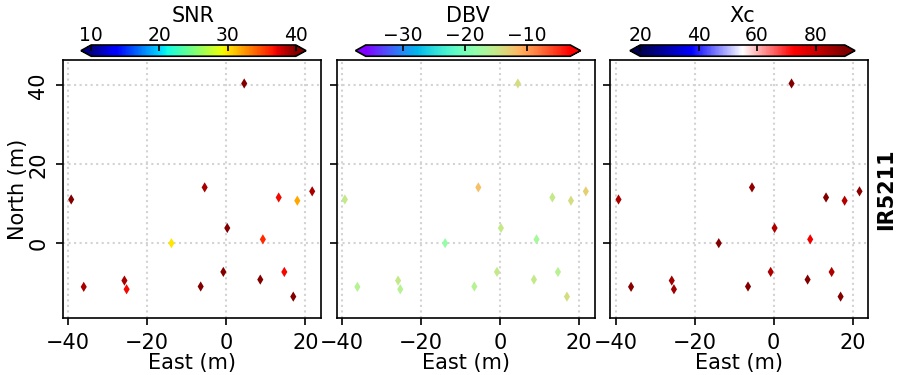 SNR DBV Xc
10 20 30 40 −30 −20 −10 20 40 60 80
40
20
0
North (m)
IR5211
−40 −20 0 20 −40 −20 0 20 −40 −20 0 20
East (m) East (m) East (m)